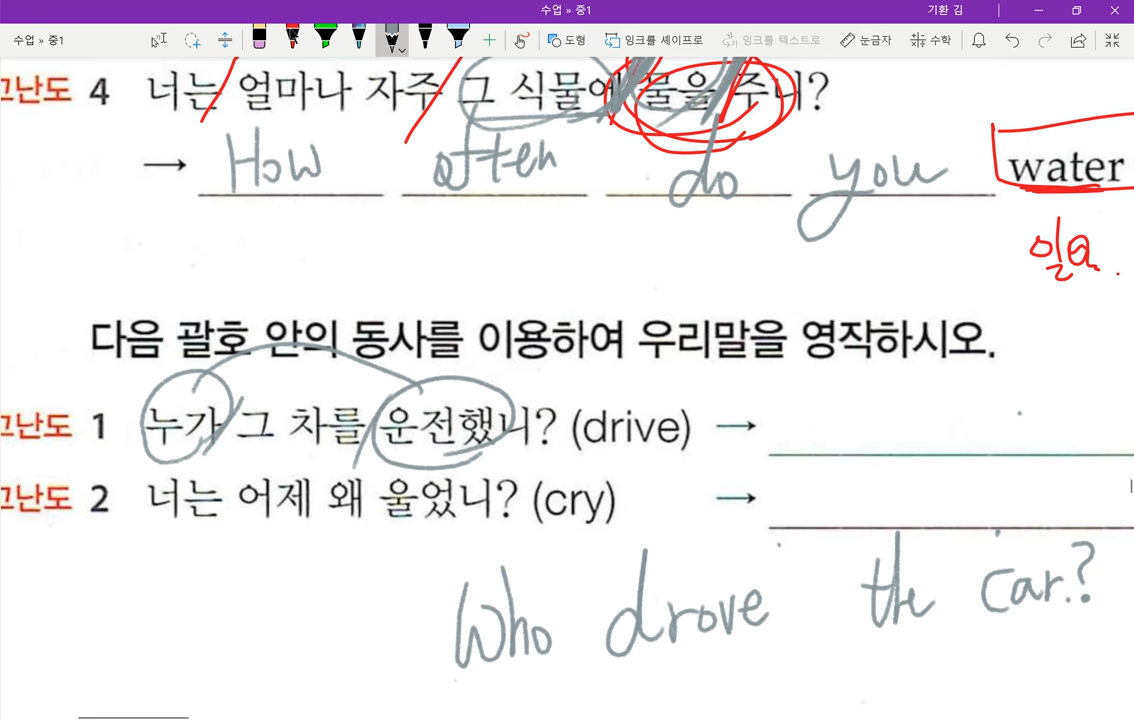 수업 » 중1
기환 김
수업 » 중1
도형
잉크를 셰이프로
잉크를 텍스트로
눈금자
수학
고난도 4 너는 얼마나 자주 그 식물에 물을 주니?
→ How often do you water
일요.
다음 괄호 안의 동사를 이용하여 우리말을 영작하시오.
고난도 1 누가 그 차를 운전했니? (drive) →
고난도 2 너는 어제 왜 울었니? (cry) →
Who drove the car.?